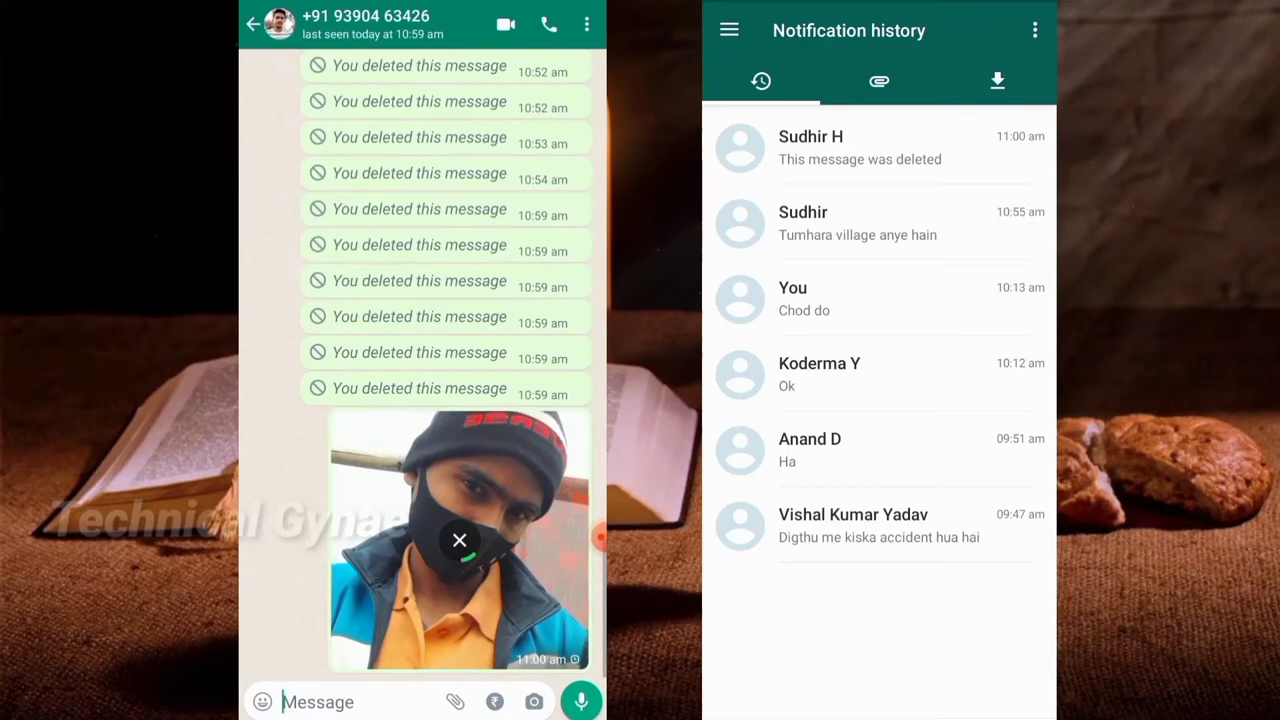 +91 93904 63426
last seen today at 10:59 am
You deleted this message 10:52 am
You deleted this message 10:52 am
You deleted this message 10:53 am
You deleted this message 10:54 am
You deleted this message 10:59 am
You deleted this message 10:59 am
You deleted this message 10:59 am
You deleted this message 10:59 am
You deleted this message 10:59 am
You deleted this message 10:59 am
Technical Gynae
11:00 am
Message
Notification history
Sudhir H 11:00 am
This message was deleted
Sudhir 10:55 am
Tumhara village anye hain
You 10:13 am
Chod do
Koderma Y 10:12 am
Ok
Anand D 09:51 am
Ha
Vishal Kumar Yadav 09:47 am
Digthu me kiska accident hua hai